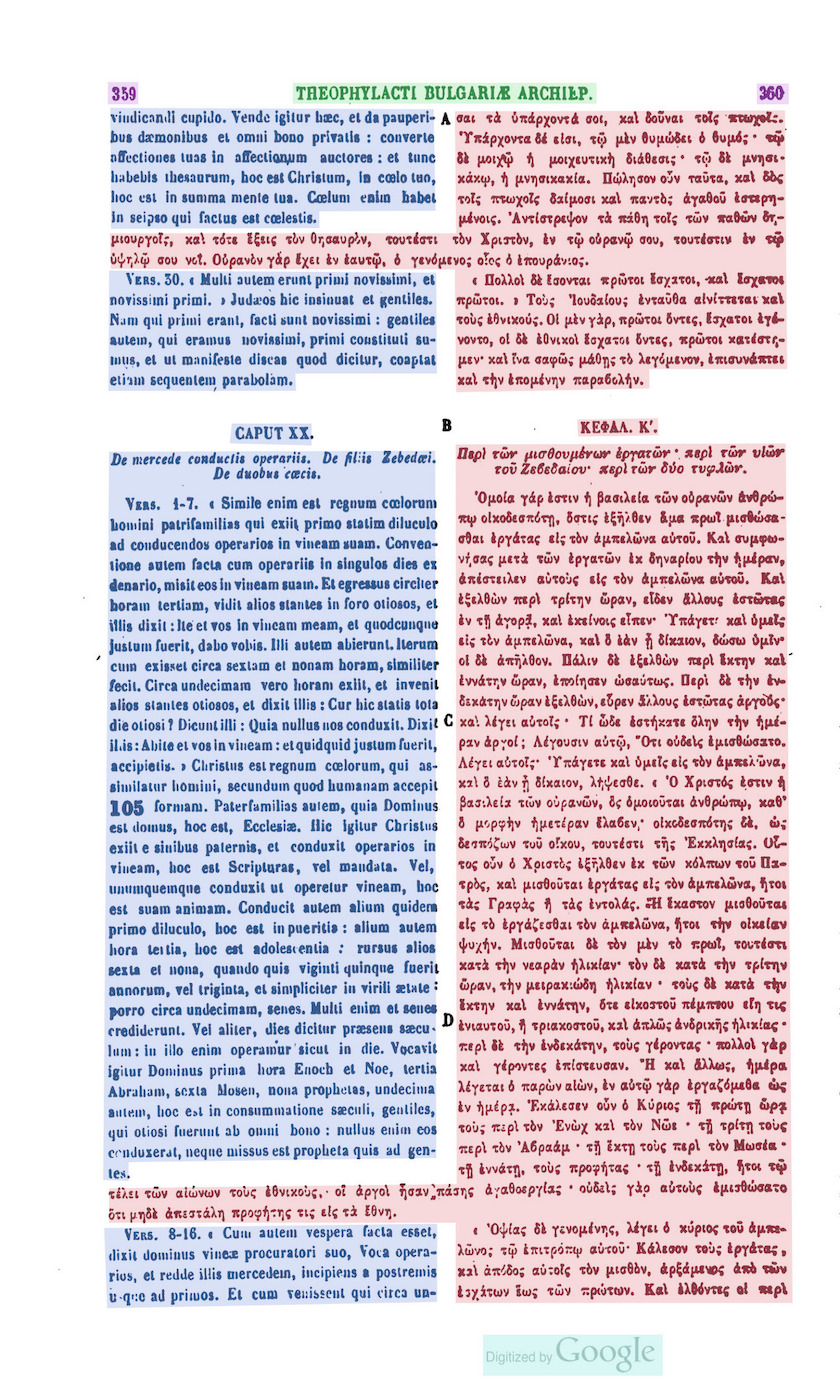 359
THEOPHYLACTI BULGARIÆ ARCHIEP.
360
vindicandi cupido. Vende igitur hæc, et da pauperi-
bus dæmonibus et omni bono privatis : converte
affectiones tuas in affectionum auctores : et tunc
habebis thesaurum, hoc est Christum, in cœlo tuo,
hoc est in summa mente tua. Cœlum enim habet
in seipso qui factus est cœlestis.
A
σαι τὰ ὑπάρχοντά σοι, καὶ δοῦναι τοῖς πτωχοῖς.
Ὑπάρχοντα δέ εἰσι, τῷ μὲν θυμώδει ὁ θυμός· τῷ
δὲ μοιχῷ ἡ μοιχευτικὴ διάθεσις· τῷ δὲ μνησι-
κάκῳ, ἡ μνησικακία. Πώλησον οὖν ταῦτα, καὶ δὸς
τοῖς πτωχοῖς δαίμοσι καὶ παντὸς ἀγαθοῦ ἐστερη-
μένοις. Ἀντίστρεψον τὰ πάθη τοῖς τῶν παθῶν δη-
μιουργοῖς, καὶ τότε ἕξεις τὸν θησαυρὸν, τουτέστι τὸν Χριστὸν, ἐν τῷ οὐρανῷ σου, τουτέστιν ἐν τῷ
ὑψηλῷ σου νοΐ. Οὐρανὸν γὰρ ἔχει ἐν ἑαυτῷ, ὁ γενόμενος οἷος ὁ ἐπουράνιος.
VERS. 30. « Multi autem erunt primi novissimi, et
novissimi primi. » Judæos hic insinuat et gentiles.
Nam qui primi erant, facti sunt novissimi : gentiles
autem, qui eramus novissimi, primi constituti su-
mus, et ut manifeste discas quod dicitur, coaptat
etiam sequentem parabolam.
« Πολλοὶ δὲ ἔσονται πρῶτοι ἔσχατοι, καὶ ἔσχατοι
πρῶτοι. » Τοὺς Ἰουδαίους ἐνταῦθα αἰνίττεται καὶ
τοὺς ἐθνικούς. Οἱ μὲν γὰρ, πρῶτοι ὄντες, ἔσχατοι ἐγέ-
νοντο, οἱ δὲ ἐθνικοὶ ἔσχατοι ὄντες, πρῶτοι κατέστη-
μεν· καὶ ἵνα σαφῶς μάθῃς τὸ λεγόμενον, ἐπισυνάπτει
καὶ τὴν ἑπομένην παραβολήν.
B
CAPUT XX.
De mercede conductis operariis. De filiis Zebedæi.
De duobus cæcis.
VERS. 1-7. « Simile enim est regnum cœlorum
homini patrifamilias qui exiit primo statim diluculo
ad conducendos operarios in vineam suam. Conven-
tione autem facta cum operariis in singulos dies ex
denario, misit eos in vineam suam. Et egressus circiter
horam tertiam, vidit alios stantes in foro otiosos, et
illis dixit : Ite et vos in vineam meam, et quodcunque
justum fuerit, dabo vobis. Illi autem abierunt. Iterum
cum exisset circa sextam et nonam horam, similiter
fecit. Circa undecimam vero horam exiit, et invenit
alios stantes otiosos, et dixit illis : Cur hic statis tota
die otiosi ? Dicunt illi : Quia nullus nos conduxit. Dixit
illis : Abite et vos in vineam : et quidquid justum fuerit,
accipietis. » Christus est regnum cœlorum, qui as-
similatur homini, secundum quod humanam accepit
105 formam. Paterfamilias autem, quia Dominus
est domus, hoc est, Ecclesiæ. Hic igitur Christus
exiit e sinibus paternis, et conduxit operarios in
vineam, hoc est Scripturas, vel mandata. Vel,
unumquemque conduxit ut operetur vineam, hoc
est suam animam. Conducit autem alium quidem
primo diluculo, hoc est in pueritis : alium autem
hora tertia, hoc est adolescentia : rursus alios
sexta et nona, quando quis viginti quinque fuerit
annorum, vel triginta, et simpliciter in virili ætate :
porro circa undecimam, senes. Multi enim et senes
crediderunt. Vel aliter, dies dicitur præsens sæcu-
lum : in illo enim operamur sicut in die. Vocavit
igitur Dominus prima hora Enoch et Noe, tertia
Abraham, sexta Mosen, nona prophetas, undecima
autem, hoc est in consummatione sæculi, gentiles,
qui otiosi fuerunt ab omni bono : nullus enim eos
conduxerat, neque missus est propheta quis ad gen-
tes.
C
D
ΚΕΦΑΛ. Κʹ.
Περὶ τῶν μισθουμένων ἐργατῶν· περὶ τῶν υἱῶν
τοῦ Ζεβεδαίου· περὶ τῶν δύο τυφλῶν.
Ὁμοία γάρ ἐστιν ἡ βασιλεία τῶν οὐρανῶν ἀνθρώ-
πῳ οἰκοδεσπότῃ, ὅστις ἐξῆλθεν ἅμα πρωῒ μισθώσα-
σθαι ἐργάτας εἰς τὸν ἀμπελῶνα αὐτοῦ. Καὶ συμφω-
νήσας μετὰ τῶν ἐργατῶν ἐκ δηναρίου τὴν ἡμέραν,
ἀπέστειλεν αὐτοὺς εἰς τὸν ἀμπελῶνα αὐτοῦ. Καὶ
ἐξελθὼν περὶ τρίτην ὥραν, εἶδεν ἄλλους ἑστῶτας
ἐν τῇ ἀγορᾷ, καὶ ἐκείνοις εἶπεν· Ὑπάγετε καὶ ὑμεῖς
εἰς τὸν ἀμπελῶνα, καὶ ὃ ἐὰν ᾖ δίκαιον, δώσω ὑμῖν·
οἱ δὲ ἀπῆλθον. Πάλιν δὲ ἐξελθὼν περὶ ἕκτην καὶ
ἐννάτην ὥραν, ἐποίησεν ὡσαύτως. Περὶ δὲ τὴν ἑν-
δεκάτην ὥραν ἐξελθὼν, εὗρεν ἄλλους ἑστῶτας ἀργούς·
καὶ λέγει αὐτοῖς· Τί ὧδε ἑστήκατε ὅλην τὴν ἡμέ-
ραν ἀργοί; Λέγουσιν αὐτῷ, Ὅτι οὐδεὶς ἐμισθώσατο.
Λέγει αὐτοῖς· Ὑπάγετε καὶ ὑμεῖς εἰς τὸν ἀμπελῶνα,
καὶ ὃ ἐὰν ᾖ δίκαιον, λήψεσθε. « Ὁ Χριστός ἐστιν ἡ
βασιλεία τῶν οὐρανῶν, ὃς ὁμοιοῦται ἀνθρώπῳ, καθ'
ὃ μορφὴν ἡμετέραν ἔλαβεν, οἰκοδεσπότης δὲ, ὡς
δεσπόζων τοῦ οἴκου, τουτέστι τῆς Ἐκκλησίας. Οὗ-
τος οὖν ὁ Χριστὸς ἐξῆλθεν ἐκ τῶν κόλπων τοῦ Πα-
τρὸς, καὶ μισθοῦται ἐργάτας εἰς τὸν ἀμπελῶνα, ἤτοι
τὰς Γραφὰς ἢ τὰς ἐντολάς. Ἢ ἕκαστον μισθοῦται
εἰς τὸ ἐργάζεσθαι τὸν ἀμπελῶνα, ἤτοι τὴν οἰκείαν
ψυχήν. Μισθοῦται δὲ τὸν μὲν τὸ πρωῒ, τουτέστι
κατὰ τὴν νεαρὰν ἡλικίαν· τὸν δὲ κατὰ τὴν τρίτην
ὥραν, τὴν μειρακιώδη ἡλικίαν· τοὺς δὲ κατὰ τὴν
ἕκτην καὶ ἐννάτην, ὅτε εἰκοστοῦ πέμπτου εἴη τις
ἐνιαυτοῦ, ἢ τριακοστοῦ, καὶ ἁπλῶς ἀνδρικῆς ἡλικίας·
περὶ δὲ τὴν ἑνδεκάτην, τοὺς γέροντας· πολλοὶ γὰρ
καὶ γέροντες ἐπίστευσαν. Ἢ καὶ ἄλλως, ἡμέρα
λέγεται ὁ παρὼν αἰὼν, ἐν αὐτῷ γὰρ ἐργαζόμεθα ὡς
ἐν ἡμέρᾳ. Ἐκάλεσεν οὖν ὁ Κύριος τῇ πρώτῃ ὥρᾳ
τοὺς περὶ τὸν Ἐνὼχ καὶ τὸν Νῶε· τῇ τρίτῃ τοὺς
περὶ τὸν Ἀβραάμ· τῇ ἕκτῃ τοὺς περὶ τὸν Μωσέα·
τῇ ἐννάτῃ, τοὺς προφήτας· τῇ ἑνδεκάτῃ, ἤτοι τῷ
τέλει τῶν αἰώνων τοὺς ἐθνικοὺς, οἳ ἀργοὶ ἦσαν πάσης ἀγαθοεργίας· οὐδεὶς γὰρ αὐτοὺς ἐμισθώσατο
ὅτι μηδὲ ἀπεστάλη προφήτης τις εἰς τὰ ἔθνη.
VERS. 8-16. « Cum autem vespera facta esset,
dixit dominus vineæ procuratori suo, Voca opera-
rios, et redde illis mercedem, incipiens a postremis
usque ad primos. Et cum venissent qui circa un-
« Ὀψίας δὲ γενομένης, λέγει ὁ κύριος τοῦ ἀμπε-
λῶνος τῷ ἐπιτρόπῳ αὐτοῦ· Κάλεσον τοὺς ἐργάτας,
καὶ ἀπόδος αὐτοῖς τὸν μισθὸν, ἀρξάμενος ἀπὸ τῶν
ἐσχάτων ἕως τῶν πρώτων. Καὶ ἐλθόντες οἱ περὶ
Digitized by Google